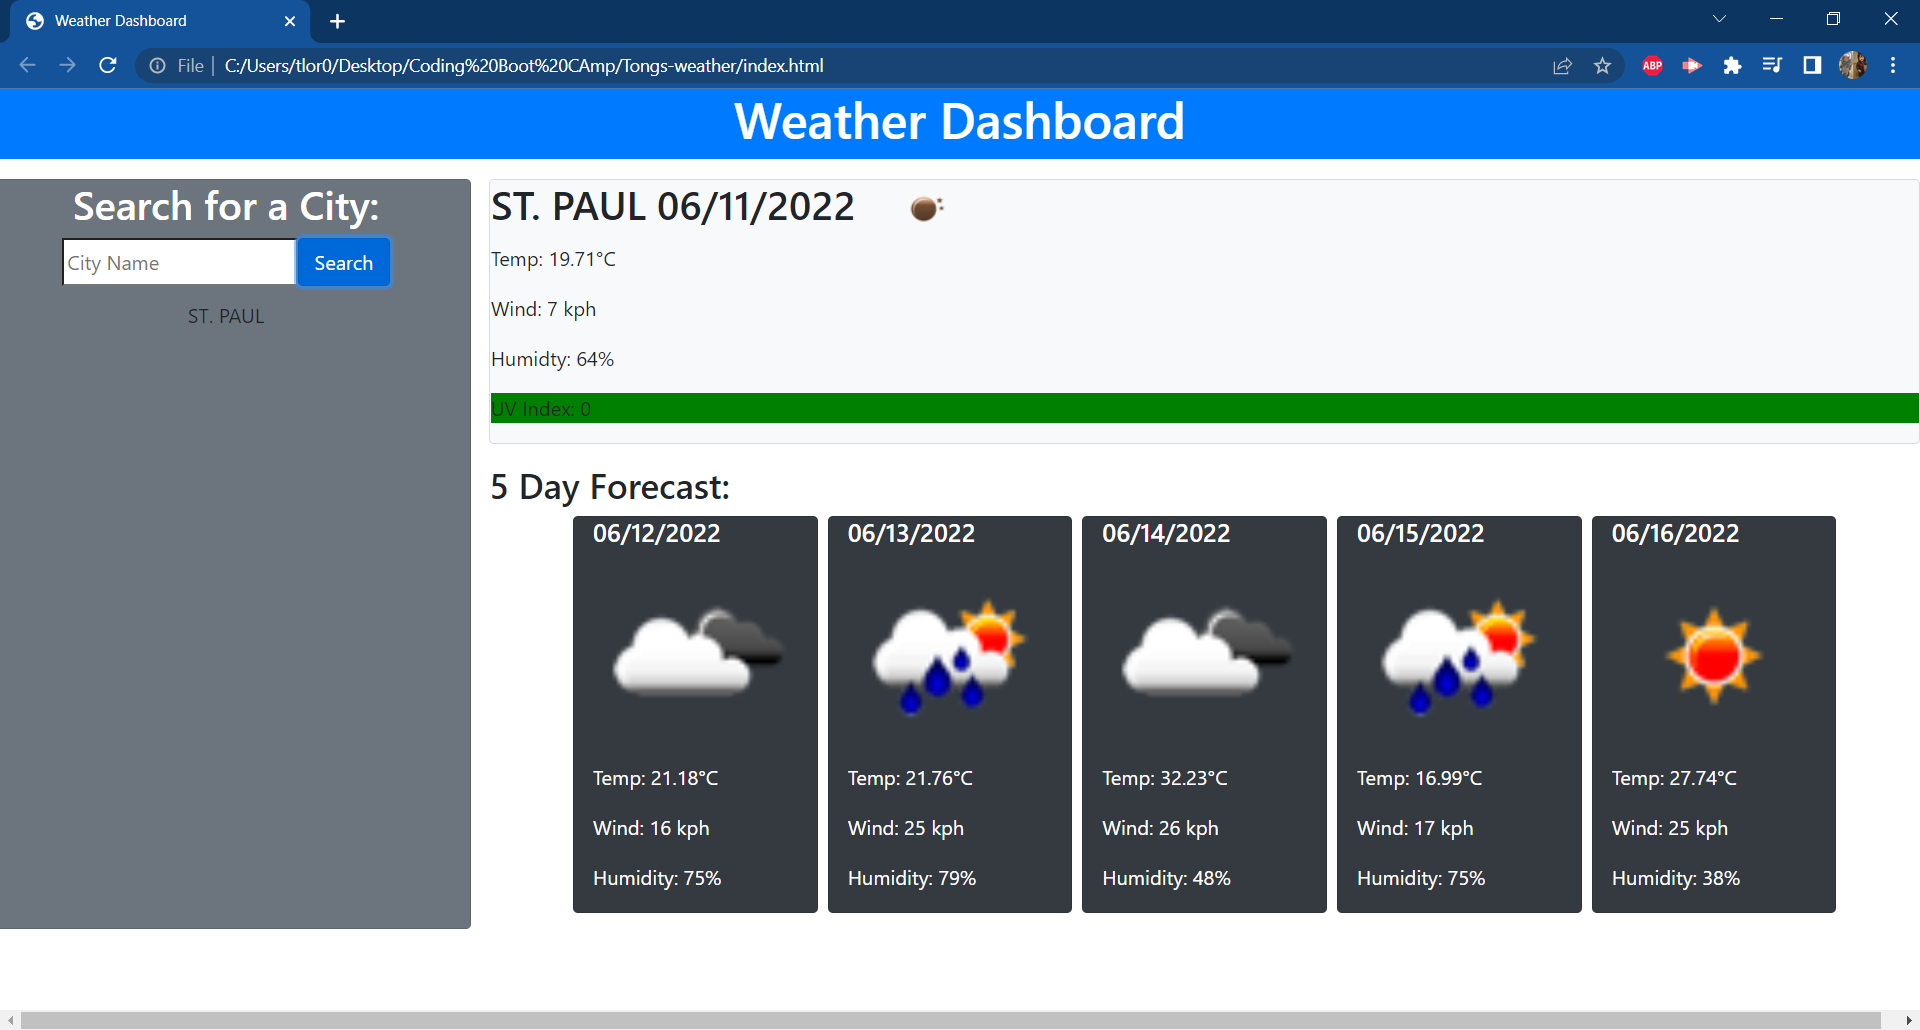 Weather Dashboard
File | C:/Users/tlor0/Desktop/Coding%20Boot%20CAmp/Tongs-weather/index.html
ABP
Weather Dashboard
Search for a City:
City Name
Search
ST. PAUL
ST. PAUL 06/11/2022
Temp: 19.71°C
Wind: 7 kph
Humidty: 64%
UV Index: 0
5 Day Forecast:
06/12/2022
Temp: 21.18°C
Wind: 16 kph
Humidity: 75%
06/13/2022
Temp: 21.76°C
Wind: 25 kph
Humidity: 79%
06/14/2022
Temp: 32.23°C
Wind: 26 kph
Humidity: 48%
06/15/2022
Temp: 16.99°C
Wind: 17 kph
Humidity: 75%
06/16/2022
Temp: 27.74°C
Wind: 25 kph
Humidity: 38%